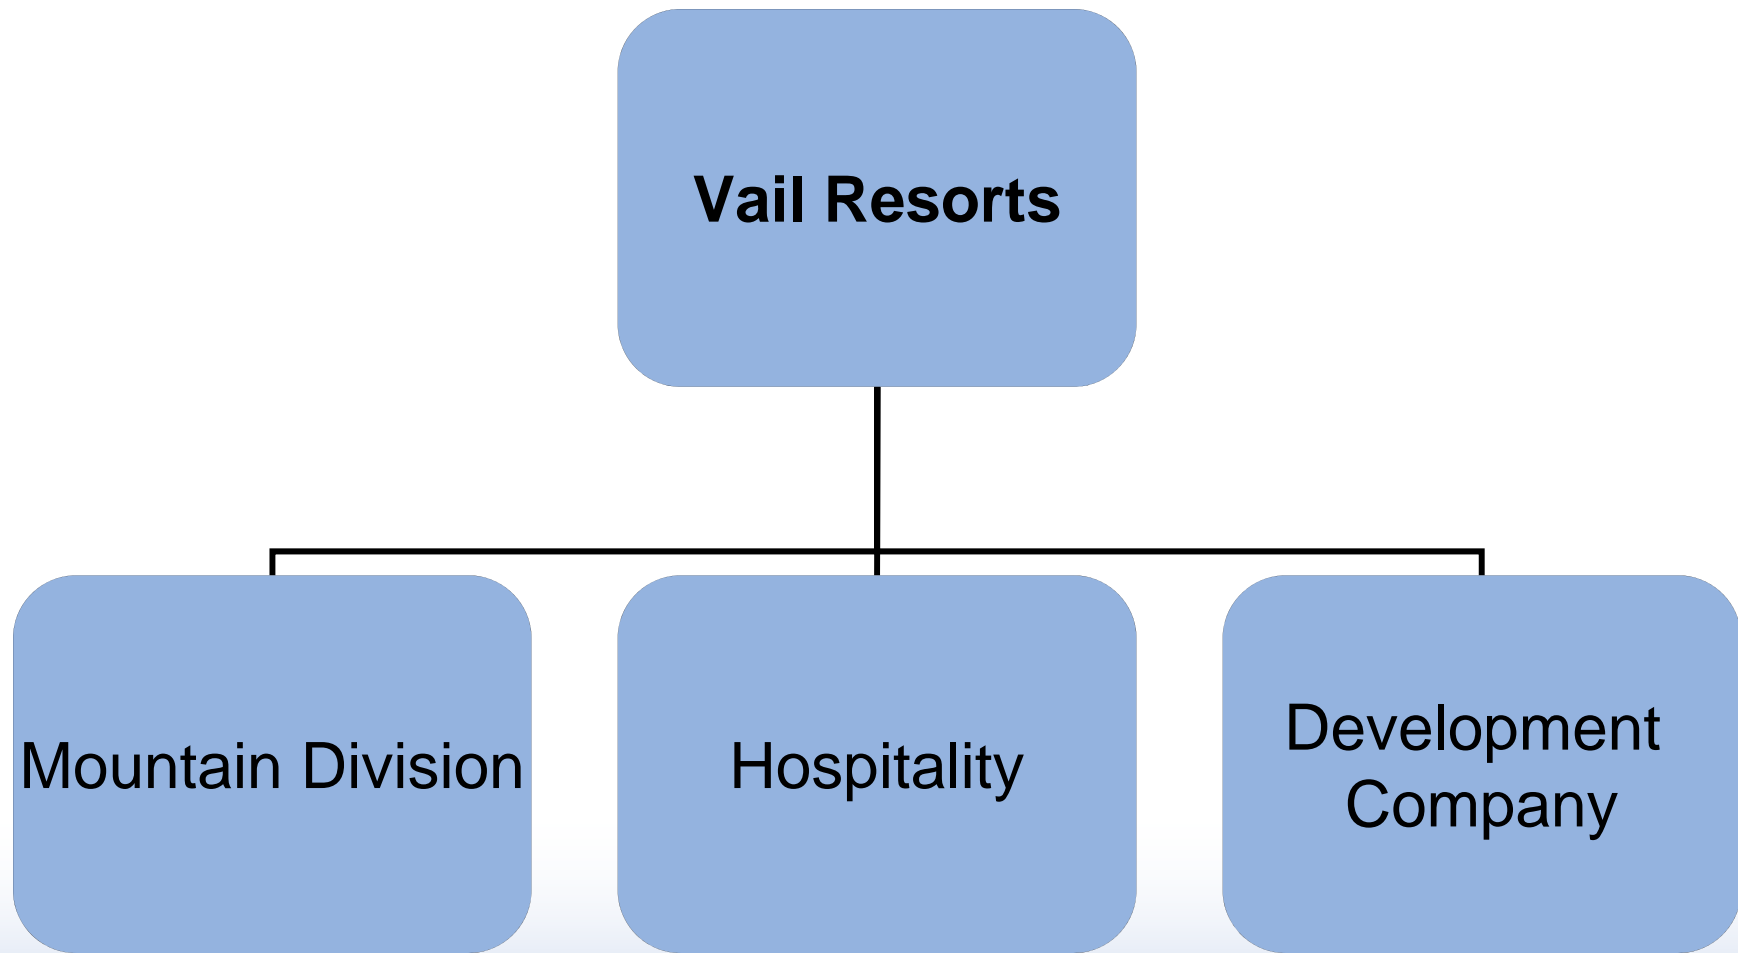 Vail Resorts
Mountain Division
Hospitality
Development
Company